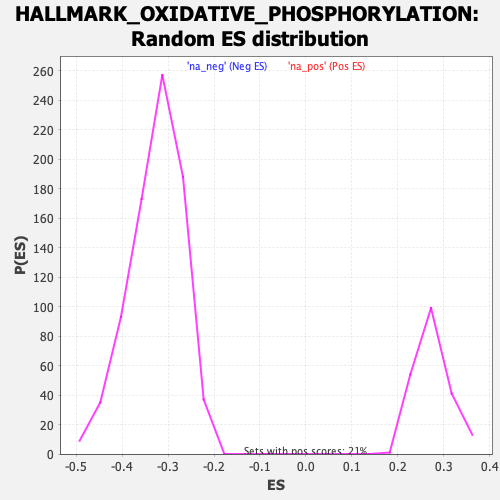 HALLMARK_OXIDATIVE_PHOSPHORYLATION:
Random ES distribution
'na_neg' (Neg ES) 'na_pos' (Pos ES)
260
240
220
200
180
160
140
120
100
80
60
40
20
0
P(ES)
Sets with pos scores: 21%
-0.5 -0.4 -0.3 -0.2 -0.1 0.0 0.1 0.2 0.3 0.4
ES